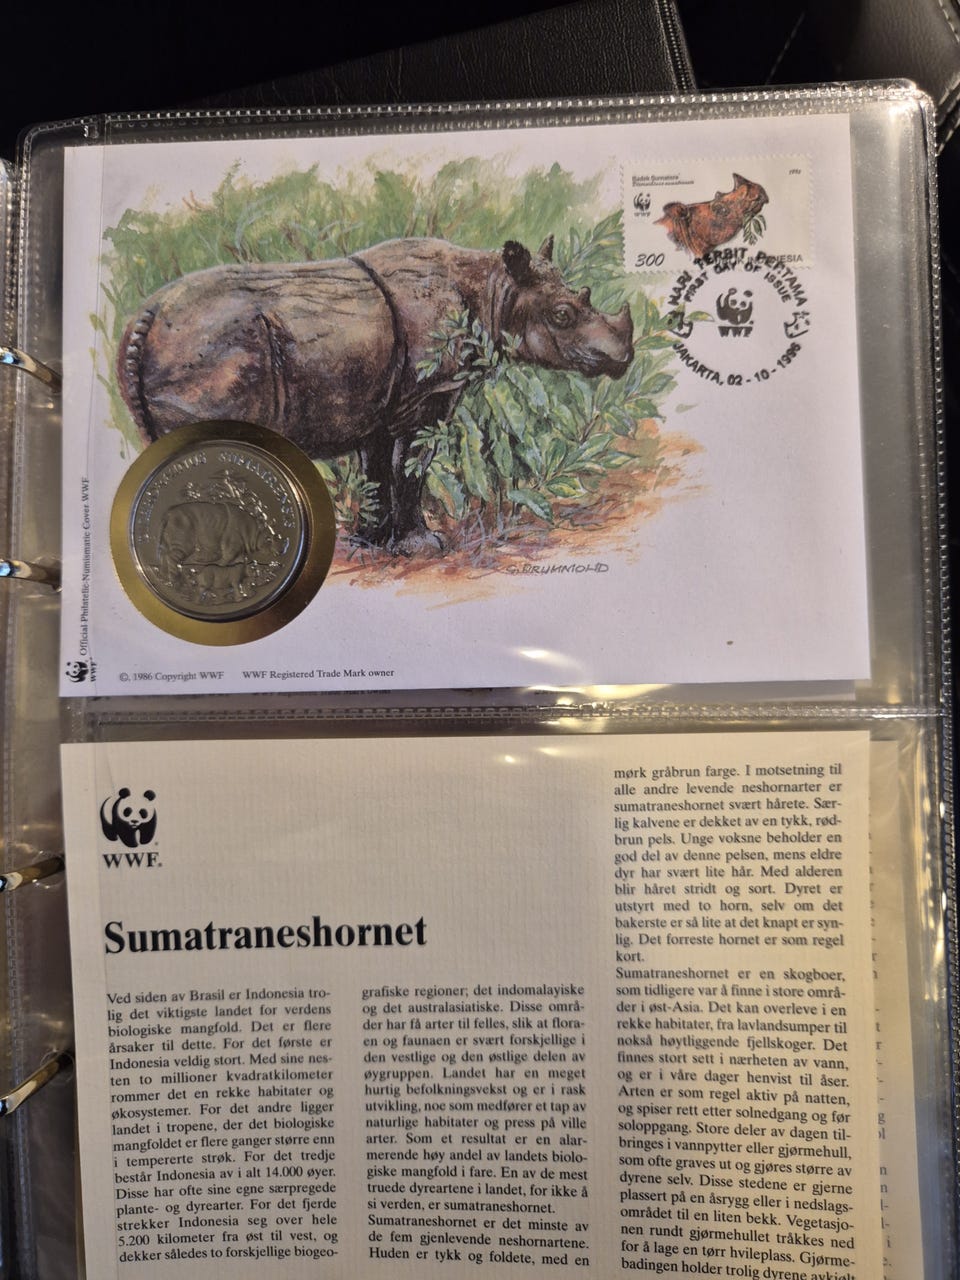 Badak Sumatera
Dicerorhinus sumatrensis
1996
WWF
300
REPUBLIK INDONESIA
HARI TERBIT PERTAMA
FIRST DAY OF ISSUE
WWF
JAKARTA, 02-10-1996
DICERORHINUS SUMATRENSIS
S. DRUMMOND
Official Philatelic-Numismatic Cover WWF
WWF
©, 1986 Copyright WWF WWF Registered Trade Mark owner
WWF®
Sumatraneshornet
Ved siden av Brasil er Indonesia tro-
lig det viktigste landet for verdens
biologiske mangfold. Det er flere
årsaker til dette. For det første er
Indonesia veldig stort. Med sine nes-
ten to millioner kvadratkilometer
rommer det en rekke habitater og
økosystemer. For det andre ligger
landet i tropene, der det biologiske
mangfoldet er flere ganger større enn
i tempererte strøk. For det tredje
består Indonesia av i alt 14.000 øyer.
Disse har ofte sine egne særpregede
plante- og dyrearter. For det fjerde
strekker Indonesia seg over hele
5.200 kilometer fra øst til vest, og
dekker således to forskjellige biogeo-
grafiske regioner; det indomalayiske
og det australasiatiske. Disse områ-
der har få arter til felles, slik at flora-
en og faunaen er svært forskjellige i
den vestlige og den østlige delen av
øygruppen. Landet har en meget
hurtig befolkningsvekst og er i rask
utvikling, noe som medfører et tap av
naturlige habitater og press på ville
arter. Som et resultat er en alar-
merende høy andel av landets biolo-
giske mangfold i fare. En av de mest
truede dyreartene i landet, for ikke å
si verden, er sumatraneshornet.
Sumatraneshornet er det minste av
de fem gjenlevende neshornartene.
Huden er tykk og foldete, med en
mørk gråbrun farge. I motsetning til
alle andre levende neshornarter er
sumatraneshornet svært hårete. Sær-
lig kalvene er dekket av en tykk, rød-
brun pels. Unge voksne beholder en
god del av denne pelsen, mens eldre
dyr har svært lite hår. Med alderen
blir håret stridt og sort. Dyret er
utstyrt med to horn, selv om det
bakerste er så lite at det knapt er syn-
lig. Det forreste hornet er som regel
kort.
Sumatraneshornet er en skogboer,
som tidligere var å finne i store områ-
der i øst-Asia. Det kan overleve i en
rekke habitater, fra lavlandsumper til
nokså høytliggende fjellskoger. Det
finnes stort sett i nærheten av vann,
og er i våre dager henvist til åser.
Arten er som regel aktiv på natten,
og spiser rett etter solnedgang og før
soloppgang. Store deler av dagen til-
bringes i vannpytter eller gjørmehull,
som ofte graves ut og gjøres større av
dyrene selv. Disse stedene er gjerne
plassert på en åsrygg eller i nedslags-
området til en liten bekk. Vegetasjo-
nen rundt gjørmehullet tråkkes ned
for å lage en tørr hvileplass. Gjørme-
badingen holder trolig dyrene avkjølt